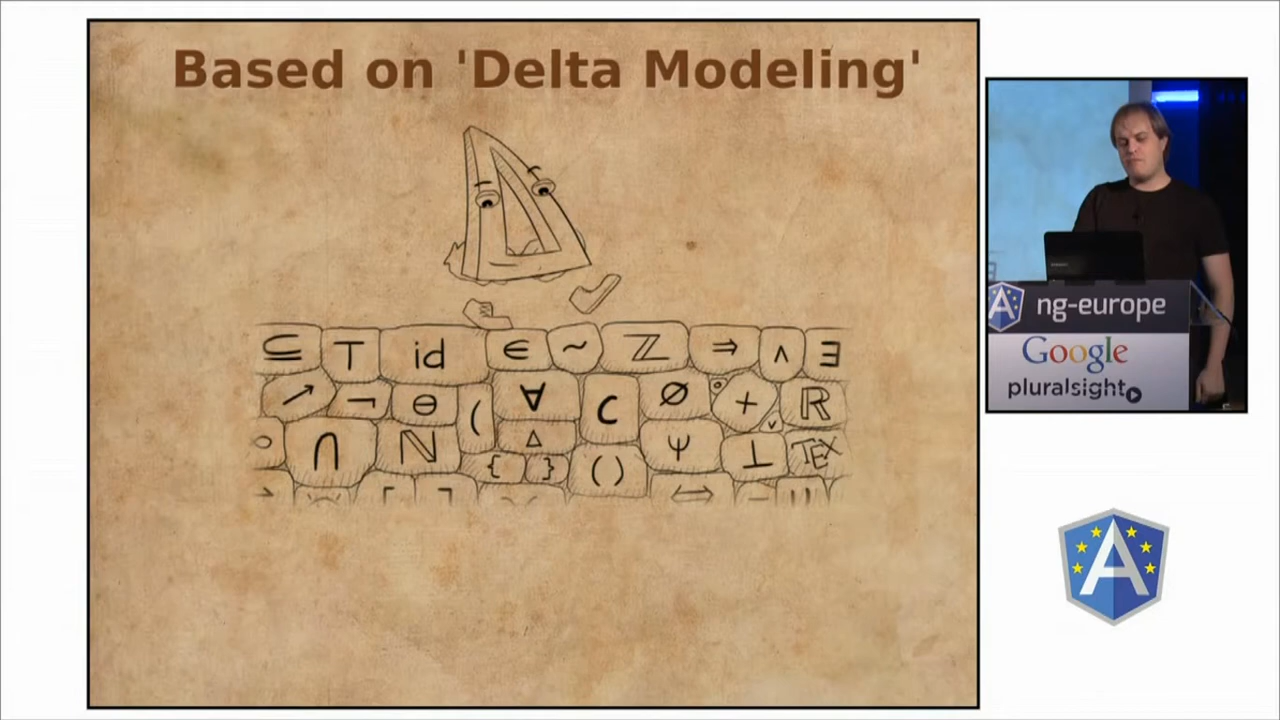 Based on 'Delta Modeling'
⊆ T id ∈ ~ ℤ ⇒ ∧ ∃
↗ ¬ ⊖ ( ∀ C ∅ + ℝ
∩ ℕ Δ { } () ψ ⊥ TEX
⇔
ng-europe
Google
pluralsight
A